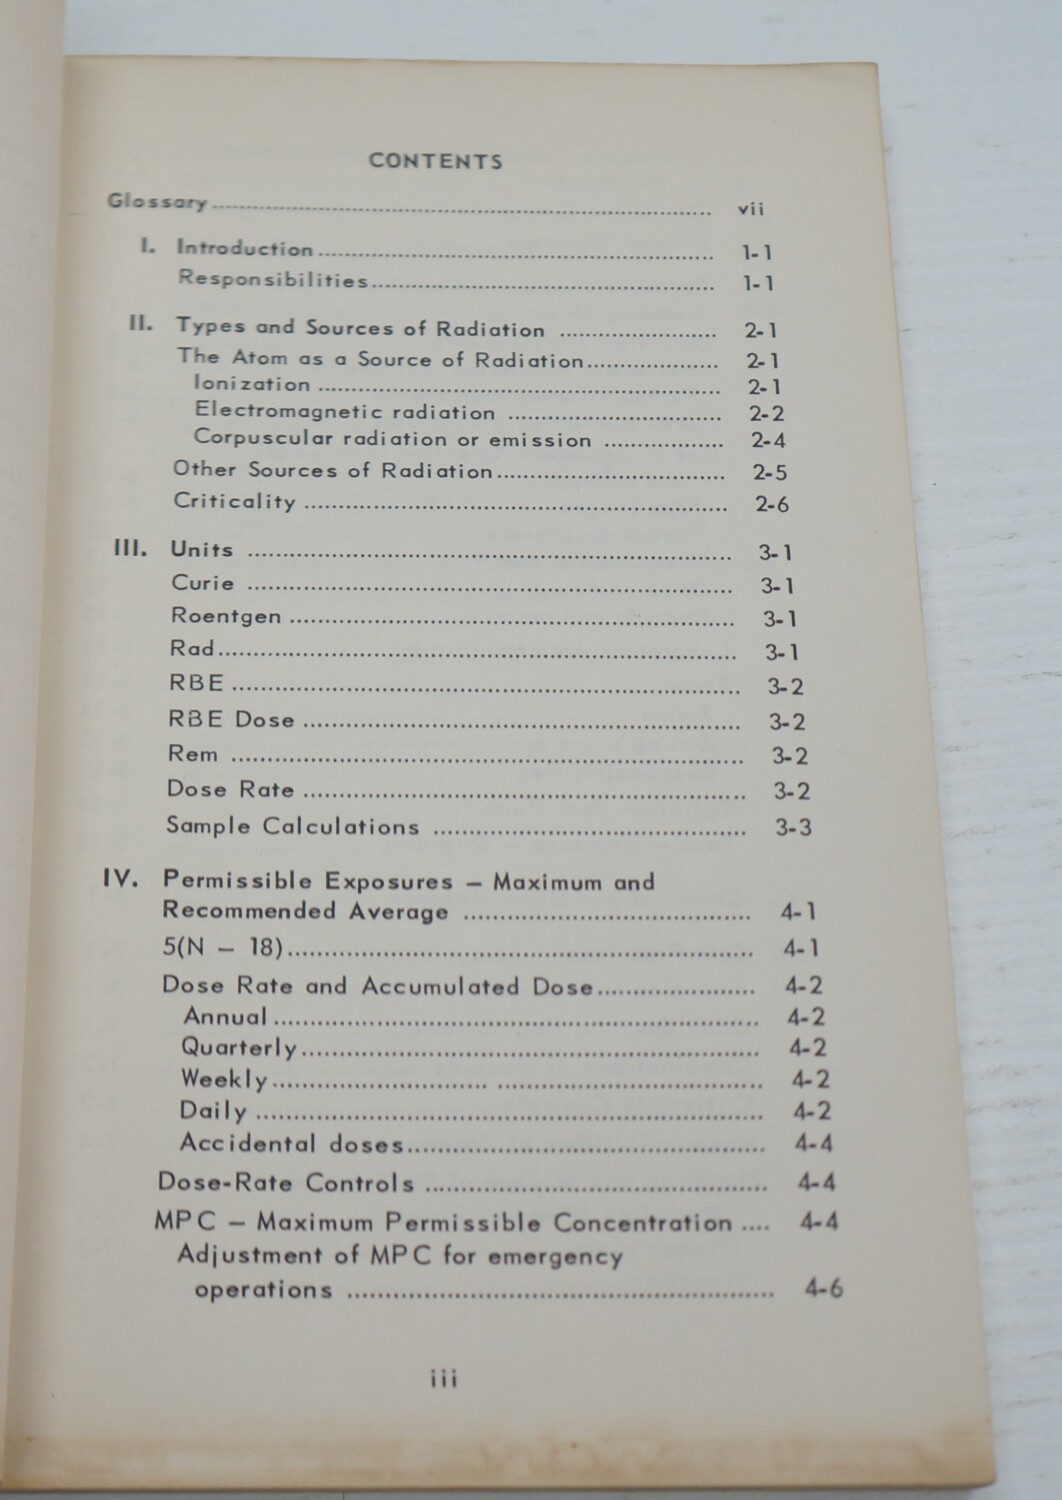 CONTENTS
Glossary ........ vii
I. Introduction ........ 1-1
Responsibilities ........ 1-1
II. Types and Sources of Radiation ........ 2-1
The Atom as a Source of Radiation ........ 2-1
Ionization ........ 2-1
Electromagnetic radiation ........ 2-2
Corpuscular radiation or emission ........ 2-4
Other Sources of Radiation ........ 2-5
Criticality ........ 2-6
III. Units ........ 3-1
Curie ........ 3-1
Roentgen ........ 3-1
Rad ........ 3-1
RBE ........ 3-2
RBE Dose ........ 3-2
Rem ........ 3-2
Dose Rate ........ 3-2
Sample Calculations ........ 3-3
IV. Permissible Exposures – Maximum and
Recommended Average ........ 4-1
5(N – 18) ........ 4-1
Dose Rate and Accumulated Dose ........ 4-2
Annual ........ 4-2
Quarterly ........ 4-2
Weekly ........ 4-2
Daily ........ 4-2
Accidental doses ........ 4-4
Dose-Rate Controls ........ 4-4
MPC – Maximum Permissible Concentration .... 4-4
Adjustment of MPC for emergency
operations ........ 4-6
iii